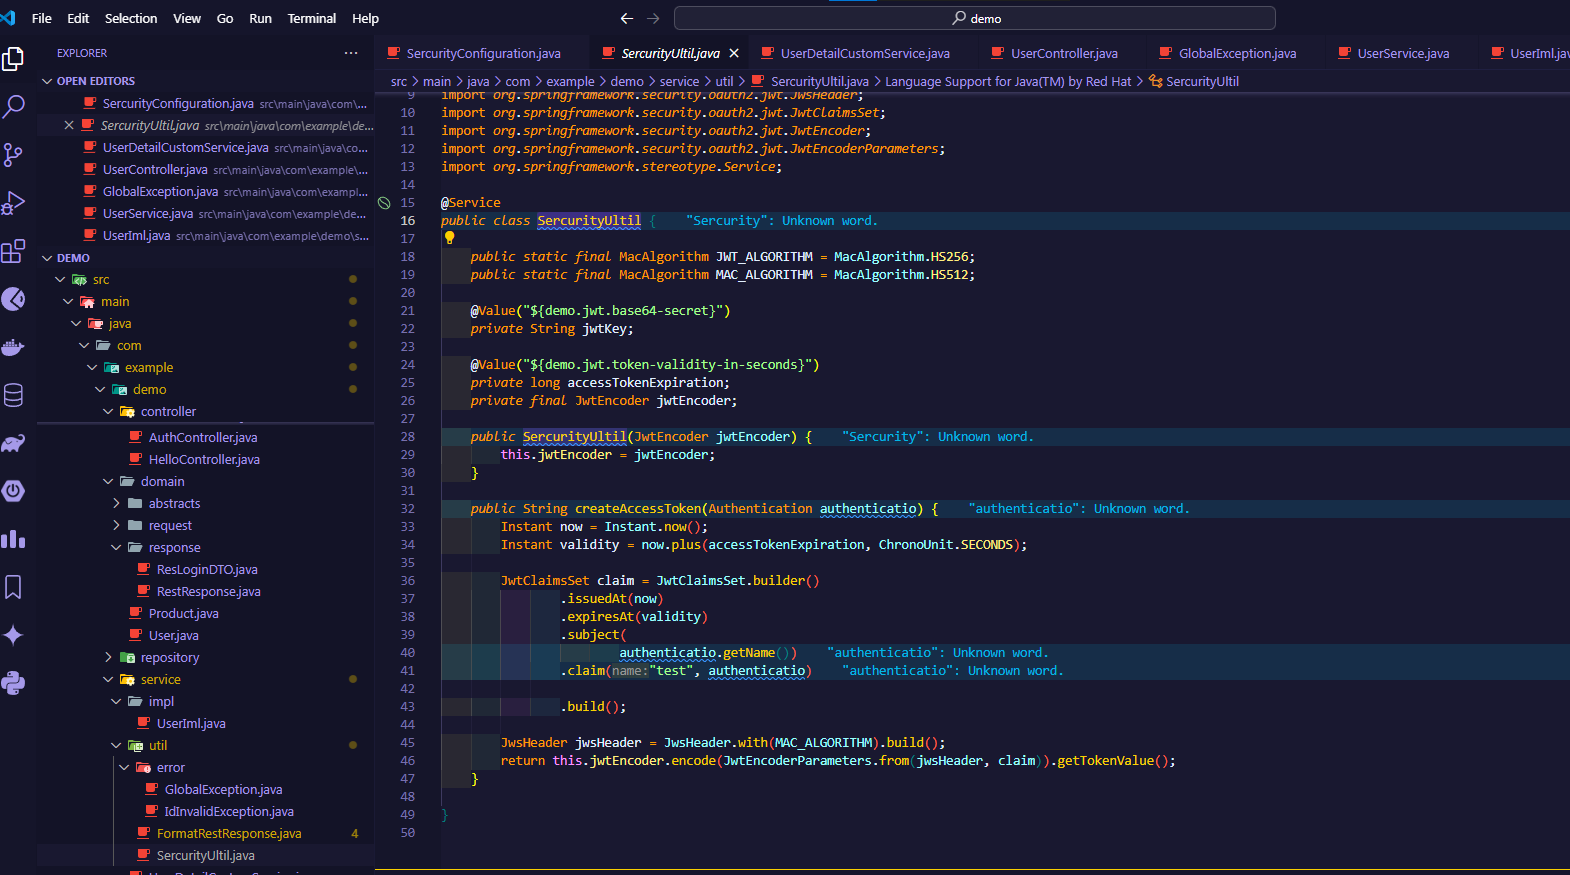 File Edit Selection View Go Run Terminal Help
demo
EXPLORER
OPEN EDITORS
SercurityConfiguration.java src\main\java\com\...
SercurityUltil.java src\main\java\com\example\de...
UserDetailCustomService.java src\main\java\co...
UserController.java src\main\java\com\example\...
GlobalException.java src\main\java\com\exampl...
UserService.java src\main\java\com\example\de...
UserIml.java src\main\java\com\example\demo\s...
DEMO
src
main
java
com
example
demo
controller
AuthController.java
HelloController.java
domain
abstracts
request
response
ResLoginDTO.java
RestResponse.java
Product.java
User.java
repository
service
impl
UserIml.java
util
error
GlobalException.java
IdInvalidException.java
FormatRestResponse.java 4
SercurityUltil.java
SercurityConfiguration.java SercurityUltil.java UserDetailCustomService.java UserController.java GlobalException.java UserService.java UserIml.jav
src > main > java > com > example > demo > service > util > SercurityUltil.java > Language Support for Java(TM) by Red Hat > SercurityUltil
9 import org.springframework.security.oauth2.jwt.JwsHeader;
10 import org.springframework.security.oauth2.jwt.JwtClaimsSet;
11 import org.springframework.security.oauth2.jwt.JwtEncoder;
12 import org.springframework.security.oauth2.jwt.JwtEncoderParameters;
13 import org.springframework.stereotype.Service;
14
15 @Service
16 public class SercurityUltil { "Sercurity": Unknown word.
17
18 public static final MacAlgorithm JWT_ALGORITHM = MacAlgorithm.HS256;
19 public static final MacAlgorithm MAC_ALGORITHM = MacAlgorithm.HS512;
20
21 @Value("${demo.jwt.base64-secret}")
22 private String jwtKey;
23
24 @Value("${demo.jwt.token-validity-in-seconds}")
25 private long accessTokenExpiration;
26 private final JwtEncoder jwtEncoder;
27
28 public SercurityUltil(JwtEncoder jwtEncoder) { "Sercurity": Unknown word.
29 this.jwtEncoder = jwtEncoder;
30 }
31
32 public String createAccessToken(Authentication authenticatio) { "authenticatio": Unknown word.
33 Instant now = Instant.now();
34 Instant validity = now.plus(accessTokenExpiration, ChronoUnit.SECONDS);
35
36 JwtClaimsSet claim = JwtClaimsSet.builder()
37 .issuedAt(now)
38 .expiresAt(validity)
39 .subject(
40 authenticatio.getName()) "authenticatio": Unknown word.
41 .claim(name:"test", authenticatio) "authenticatio": Unknown word.
42
43 .build();
44
45 JwsHeader jwsHeader = JwsHeader.with(MAC_ALGORITHM).build();
46 return this.jwtEncoder.encode(JwtEncoderParameters.from(jwsHeader, claim)).getTokenValue();
47 }
48
49 }
50